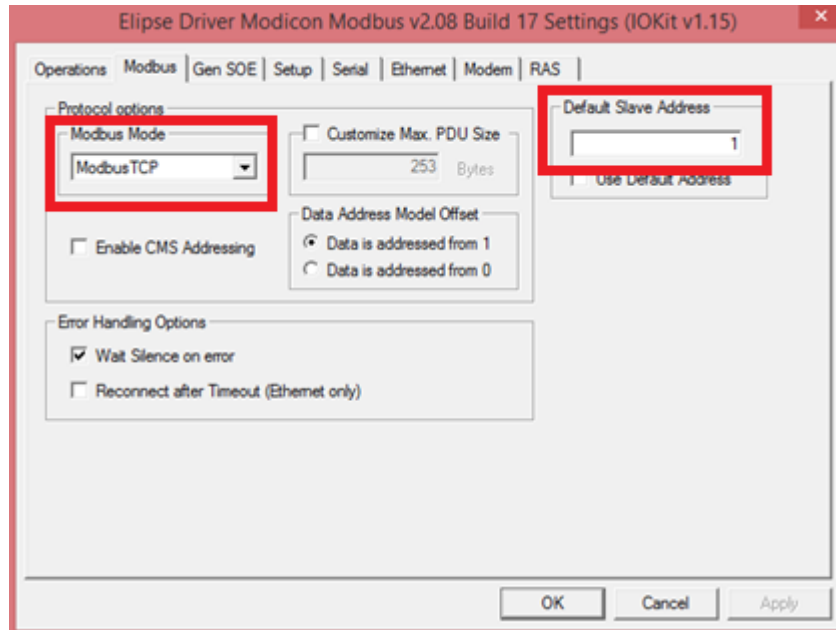 Elipse Driver Modicon Modbus v2.08 Build 17 Settings (IOKit v1.15)
Operations Modbus Gen SOE Setup Serial Ethernet Modem RAS
Protocol options
Modbus Mode
ModbusTCP
Customize Max. PDU Size
253 Bytes
Default Slave Address
1
Use Default Address
Enable CMS Addressing
Data Address Model Offset
Data is addressed from 1
Data is addressed from 0
Error Handling Options
Wait Silence on error
Reconnect after Timeout (Ethernet only)
OK Cancel Apply